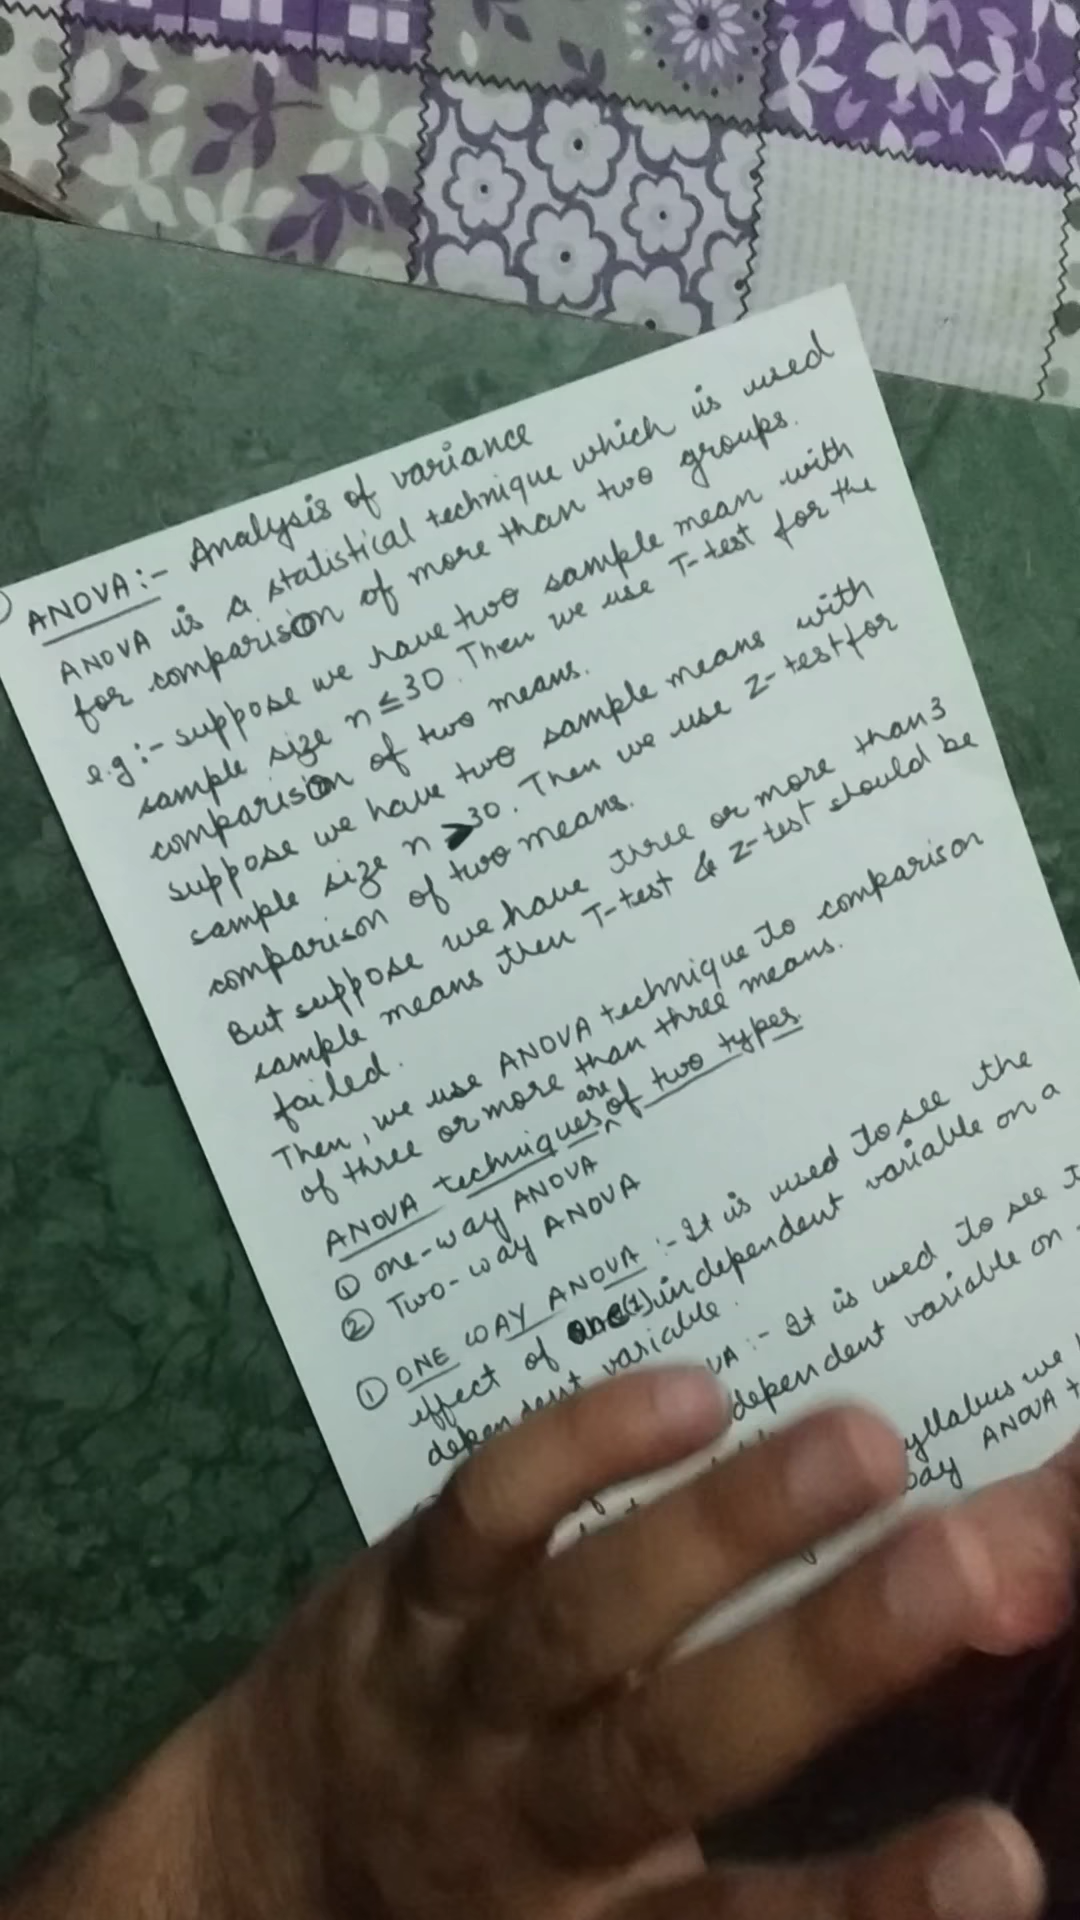 ANOVA :- Analysis of variance
ANOVA is a statistical technique which is used
for comparison of more than two groups.
e.g :- suppose we have two sample mean with
sample size n ≤ 30. Then we use T-test for the
comparison of two means.
suppose we have two sample means with
sample size n > 30. Then we use Z-test for
comparison of two means.
But suppose we have three or more than 3
sample means then T-test & Z-test should be
failed.
Then, we use ANOVA technique to comparison
of three or more than three means.
ANOVA techniques are of two types.
① one-way ANOVA
② Two-way ANOVA
① ONE WAY ANOVA :- It is used to see the
effect of one(1) independent variable on a
dependent variable.
VA :- It is used to see
dependent variable on
syllabus we
way ANOVA